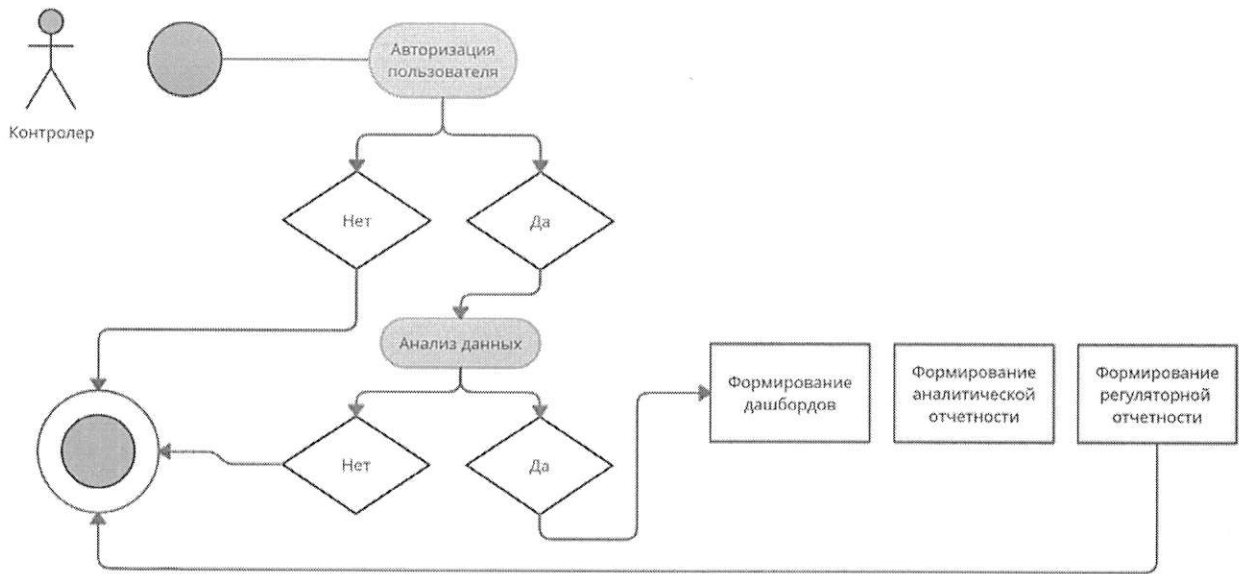 Авторизация
пользователя
Контролер
Нет
Да
Анализ данных
Формирование
дашбордов
Формирование
аналитической
отчетности
Формирование
регуляторной
отчетности
Нет
Да